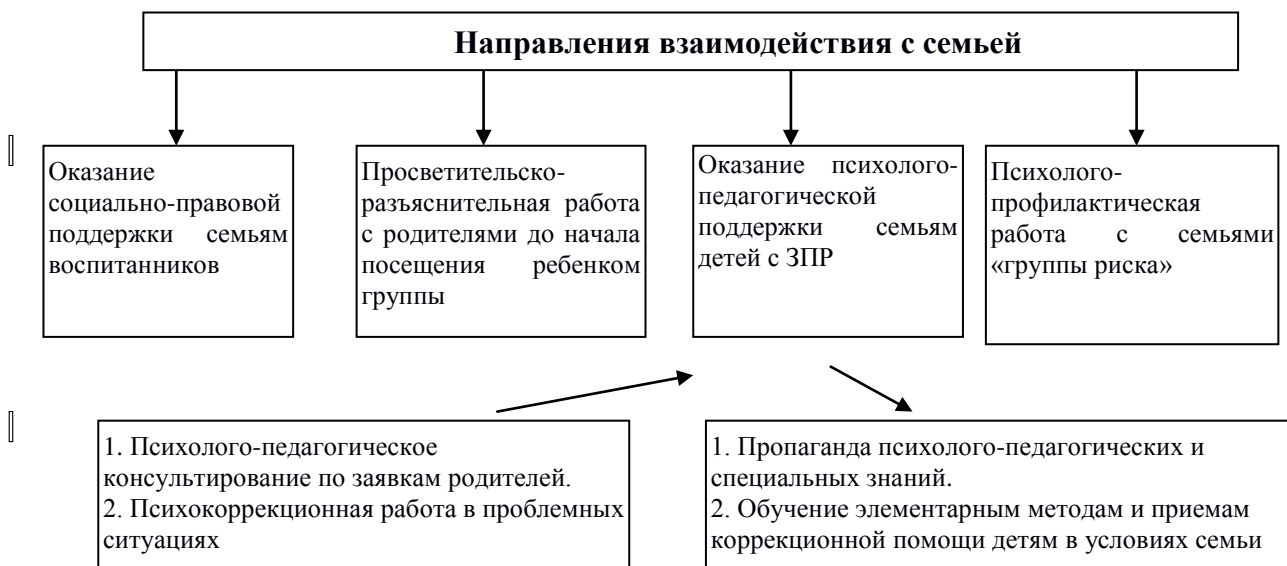 Направления взаимодействия с семьей
Оказание
социально-правовой
поддержки семьям
воспитанников
Просветительско-
разъяснительная работа
с родителями до начала
посещения ребенком
группы
Оказание психолого-
педагогической
поддержки семьям
детей с ЗПР
Психолого-
профилактическая
работа с семьями
«группы риска»
1. Психолого-педагогическое
консультирование по заявкам родителей.
2. Психокоррекционная работа в проблемных
ситуациях
1. Пропаганда психолого-педагогических и
специальных знаний.
2. Обучение элементарным методам и приемам
коррекционной помощи детям в условиях семьи